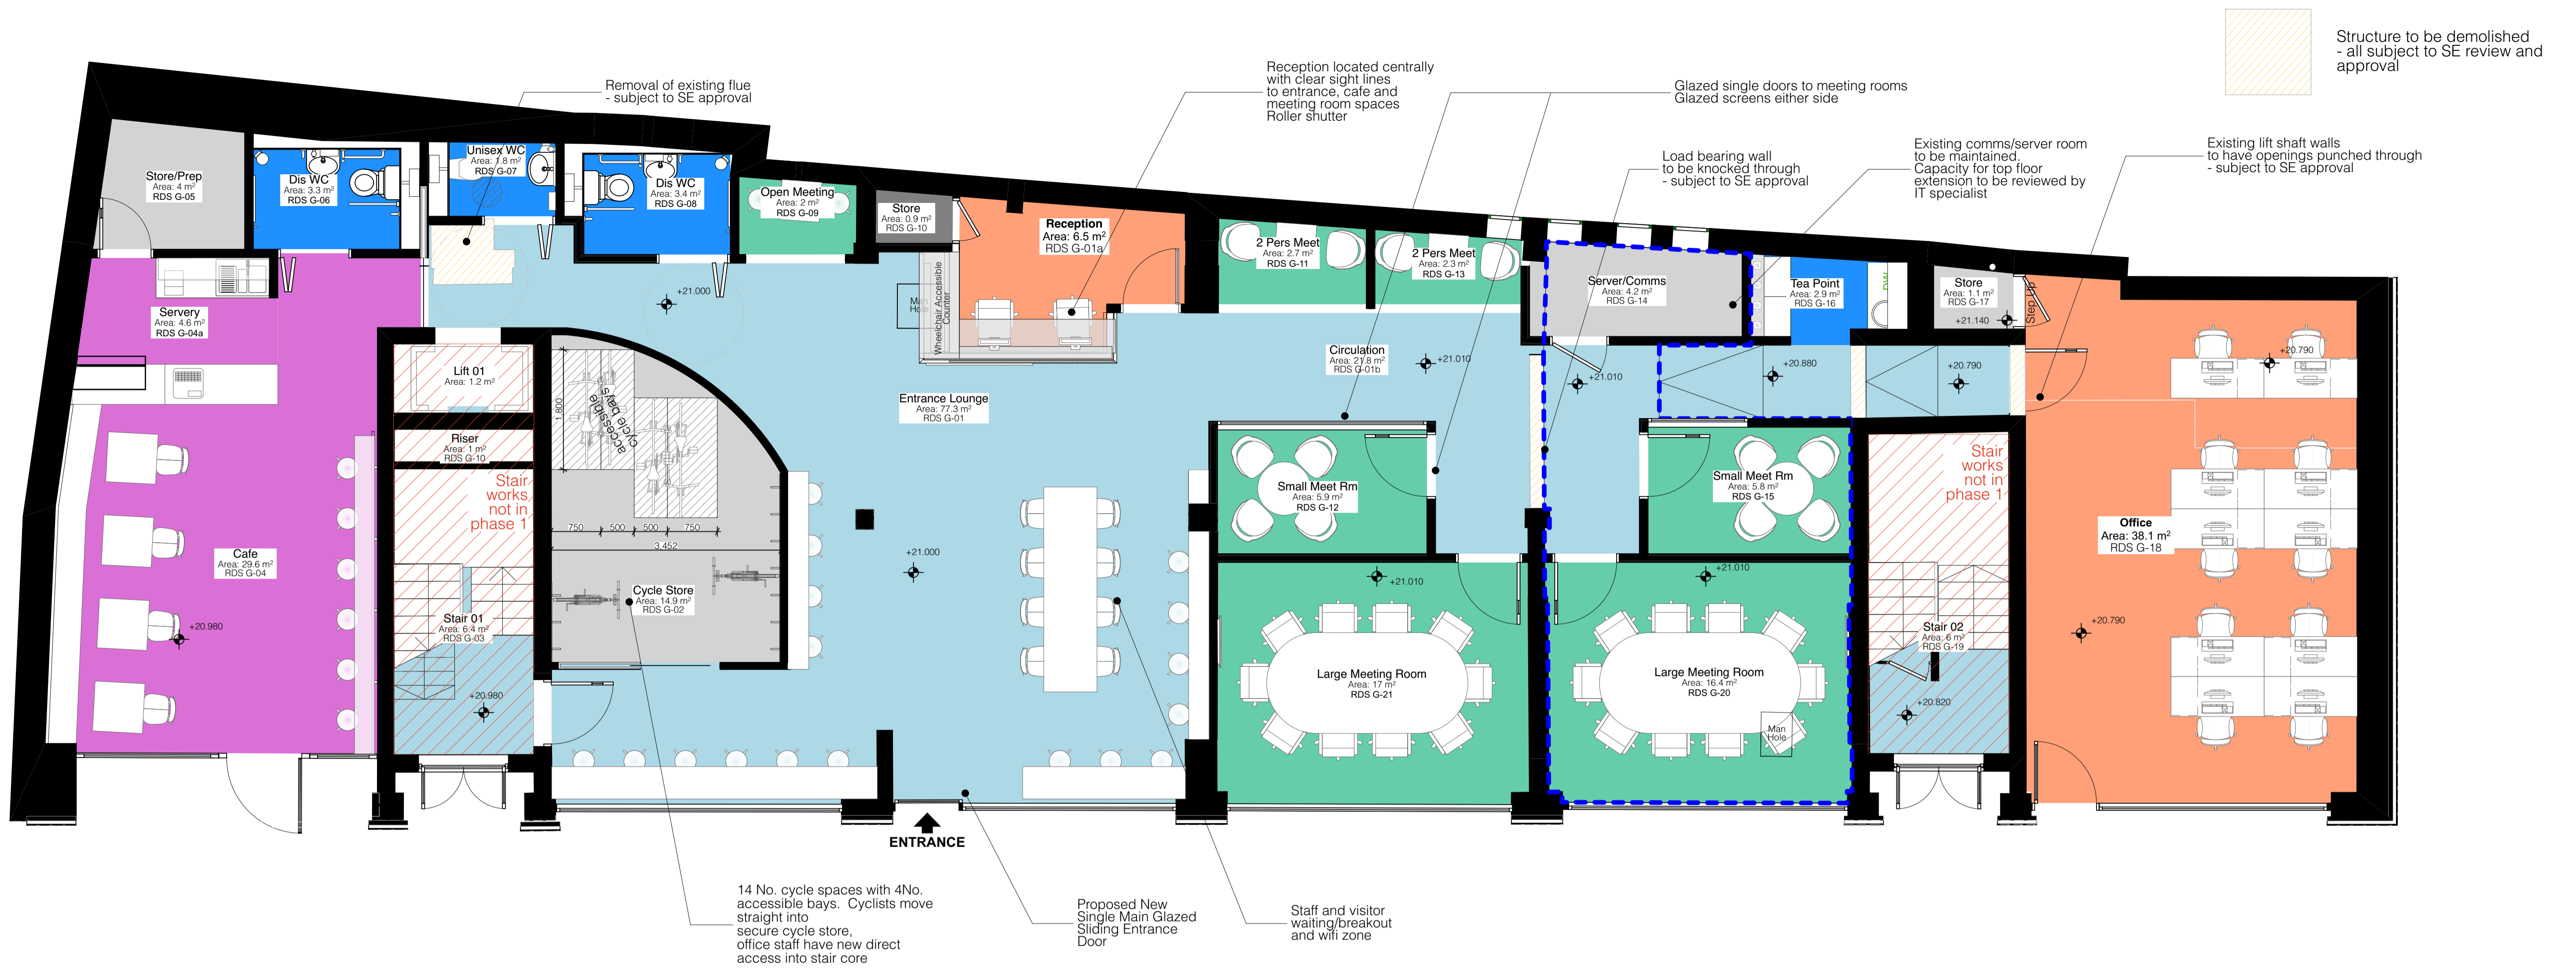 Structure to be demolished
- all subject to SE review and
approval
Removal of existing flue
- subject to SE approval
Reception located centrally
with clear sight lines
to entrance, cafe and
meeting room spaces
Roller shutter
Glazed single doors to meeting rooms
Glazed screens either side
Load bearing wall
to be knocked through
- subject to SE approval
Existing comms/server room
to be maintained.
Capacity for top floor
extension to be reviewed by
IT specialist
Existing lift shaft walls
to have openings punched through
- subject to SE approval
Store/Prep
Area: 4 m²
RDS G-05
Dis WC
Area: 3.3 m²
RDS G-06
Unisex WC
Area: 1.8 m²
RDS G-07
Dis WC
Area: 3.4 m²
RDS G-08
Open Meeting
Area: 2 m²
RDS G-09
Store
Area: 0.9 m²
RDS G-10
Reception
Area: 6.5 m²
RDS G-01a
2 Pers Meet
Area: 2.7 m²
RDS G-11
2 Pers Meet
Area: 2.3 m²
RDS G-13
Server/Comms
Area: 4.2 m²
RDS G-14
Tea Point
Area: 2.9 m²
RDS G-16
Store
Area: 1.1 m²
RDS G-17
+21.140
Step Up
Servery
Area: 4.6 m²
RDS G-04a
+21.000
Man
Hole
Wheelchair Accessible
Counter
Lift 01
Area: 1.2 m²
Riser
Area: 1 m²
RDS G-10
Stair
works
not in
phase 1
accessible
cycle bays
1,800
750
500
500
750
3,452
Entrance Lounge
Area: 77.3 m²
RDS G-01
Circulation
Area: 21.8 m²
RDS G-01b
+21.010
+21.010
+20.880
+20.790
+20.790
Small Meet Rm
Area: 5.9 m²
RDS G-12
Small Meet Rm
Area: 5.8 m²
RDS G-15
Stair
works
not in
phase 1
Office
Area: 38.1 m²
RDS G-18
Cafe
Area: 29.6 m²
RDS G-04
+20.980
Stair 01
Area: 6.4 m²
RDS G-03
+20.980
Cycle Store
Area: 14.9 m²
RDS G-02
+21.000
+21.010
+21.010
Large Meeting Room
Area: 17 m²
RDS G-21
Large Meeting Room
Area: 16.4 m²
RDS G-20
Man
Hole
Stair 02
Area: 6 m²
RDS G-19
+20.820
+20.790
ENTRANCE
14 No. cycle spaces with 4No.
accessible bays. Cyclists move
straight into
secure cycle store,
office staff have new direct
access into stair core
Proposed New
Single Main Glazed
Sliding Entrance
Door
Staff and visitor
waiting/breakout
and wifi zone